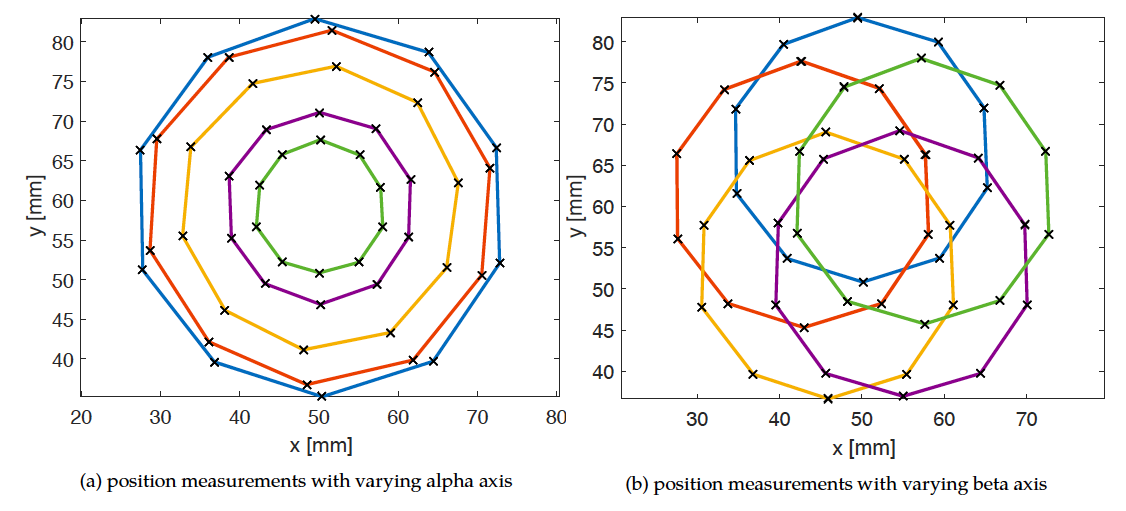 80
75
70
65
60
55
50
45
40
y [mm]
20 30 40 50 60 70 80
x [mm]
(a) position measurements with varying alpha axis
80
75
70
65
60
55
50
45
40
y [mm]
30 40 50 60 70
x [mm]
(b) position measurements with varying beta axis